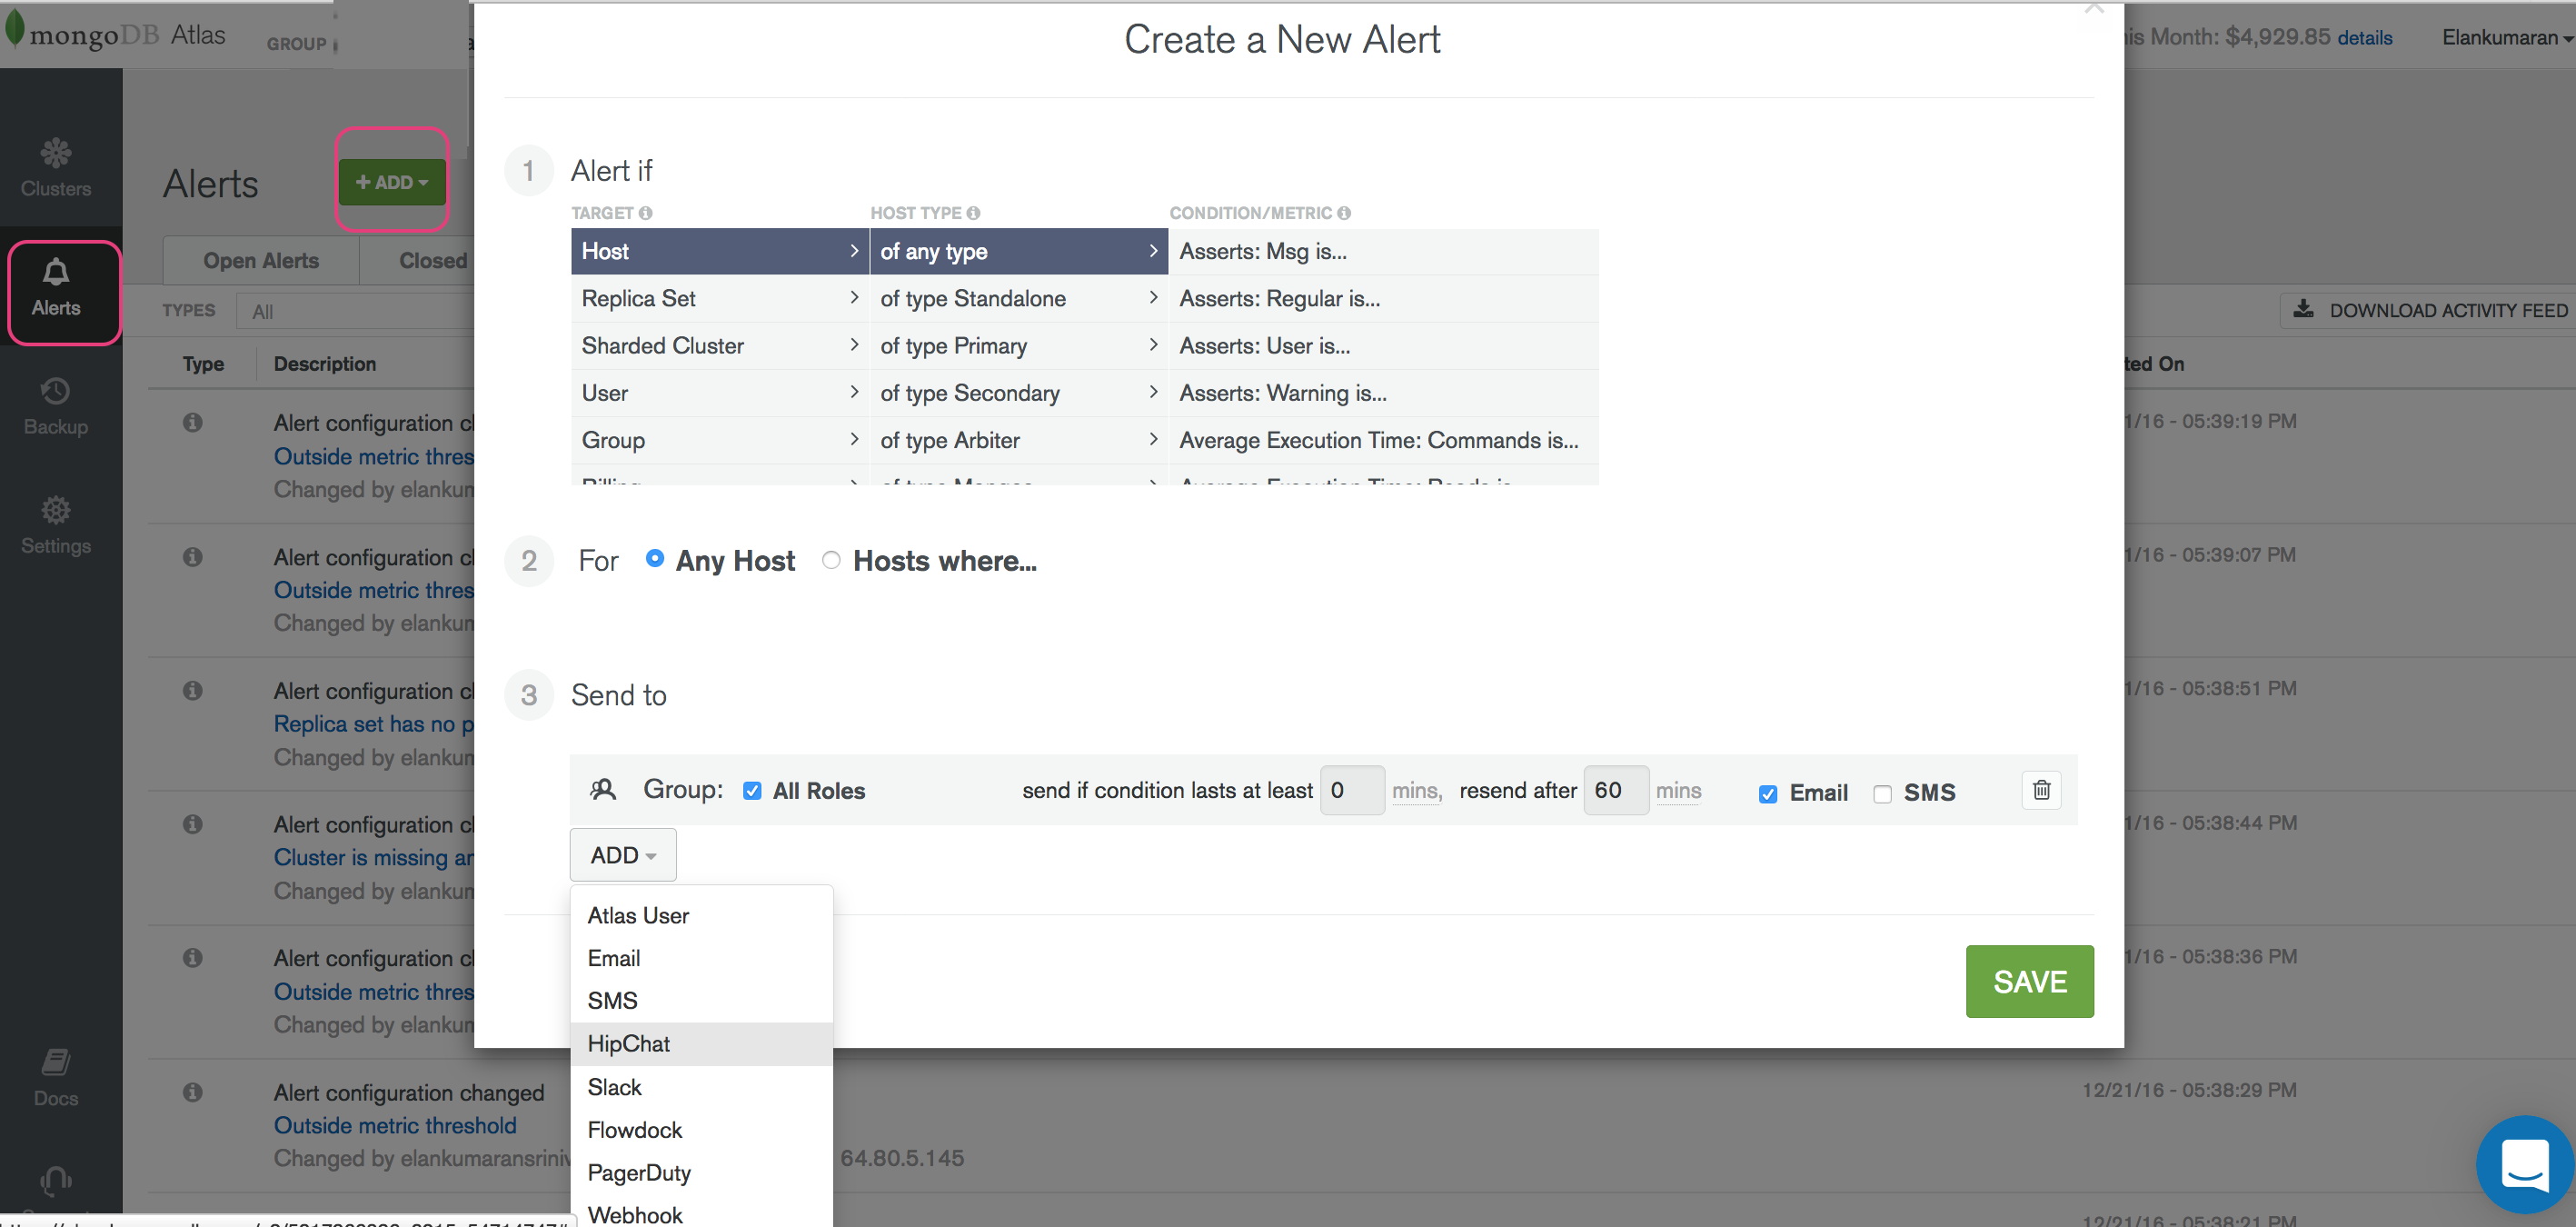 mongoDB Atlas
GROUP
his Month: $4,929.85 details
Elankumaran
Clusters
Alerts
Backup
Settings
Docs
Alerts
+ ADD
Open Alerts
Closed
TYPES
All
DOWNLOAD ACTIVITY FEED
Type
Description
ted On
Alert configuration
Outside metric thres
Changed by elankum
1/16 - 05:39:19 PM
Alert configuration
Outside metric thres
Changed by elankum
1/16 - 05:39:07 PM
Alert configuration
Replica set has no p
Changed by elankum
1/16 - 05:38:51 PM
Alert configuration
Cluster is missing an
Changed by elankum
1/16 - 05:38:44 PM
Alert configuration
Outside metric thres
Changed by elankum
1/16 - 05:38:36 PM
Alert configuration changed
Outside metric threshold
Changed by elankumaransriniv
64.80.5.145
12/21/16 - 05:38:29 PM
12/21/16 - 05:38:21 PM
Create a New Alert
1 Alert if
TARGET
HOST TYPE
CONDITION/METRIC
Host
of any type
Asserts: Msg is...
Replica Set
of type Standalone
Asserts: Regular is...
Sharded Cluster
of type Primary
Asserts: User is...
User
of type Secondary
Asserts: Warning is...
Group
of type Arbiter
Average Execution Time: Commands is...
2 For Any Host Hosts where...
3 Send to
Group: All Roles send if condition lasts at least 0 mins, resend after 60 mins Email SMS
ADD
Atlas User
Email
SMS
HipChat
Slack
Flowdock
PagerDuty
Webhook
SAVE